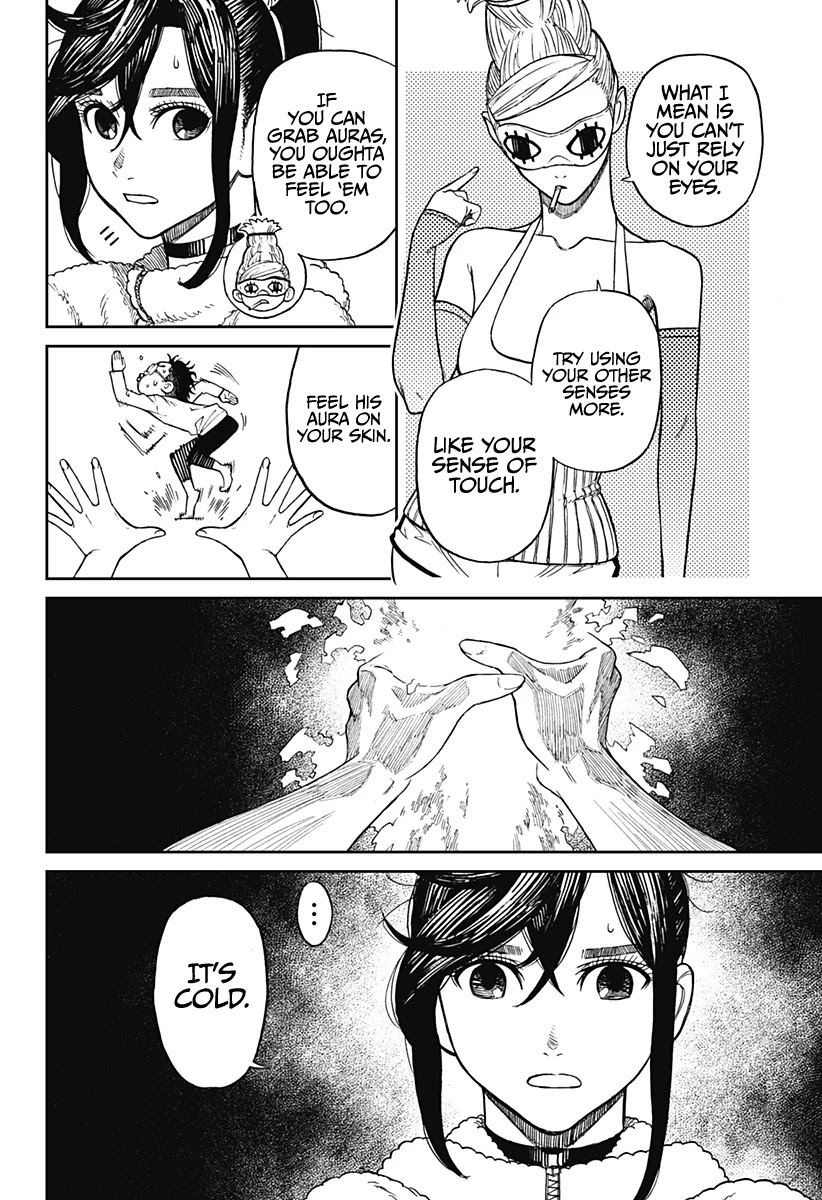 WHAT I
MEAN IS
YOU CAN'T
JUST RELY
ON YOUR
EYES.
TRY USING
YOUR OTHER
SENSES
MORE.
LIKE YOUR
SENSE OF
TOUCH.
IF
YOU CAN
GRAB AURAS,
YOU OUGHTA
BE ABLE TO
FEEL 'EM
TOO.
FEEL HIS
AURA ON
YOUR SKIN.
...
IT'S
COLD.